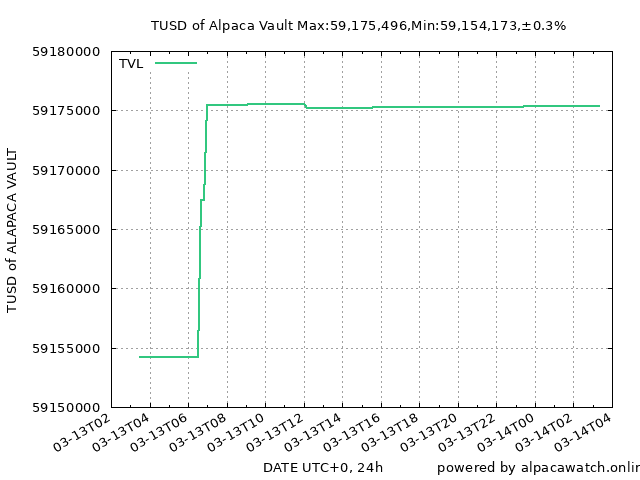 TUSD of Alpaca Vault Max:59,175,496,Min:59,154,173,±0.3%
59180000
TVL
59175000
59170000
59165000
59160000
59155000
59150000
TUSD of ALAPACA VAULT
03-13T02
03-13T04
03-13T06
03-13T08
03-13T10
03-13T12
03-13T14
03-13T16
03-13T18
03-13T20
03-13T22
03-14T00
03-14T02
03-14T04
DATE UTC+0, 24h
powered by alpacawatch.onlin